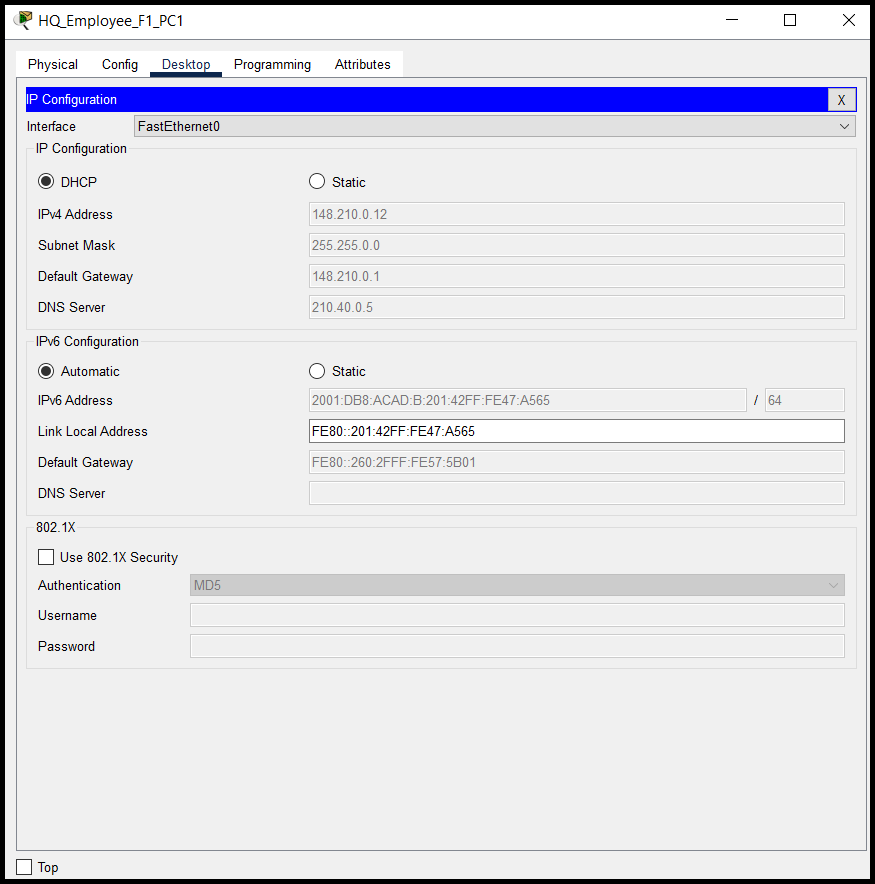 HQ_Employee_F1_PC1
Physical Config Desktop Programming Attributes
IP Configuration X
Interface FastEthernet0
IP Configuration
DHCP Static
IPv4 Address 148.210.0.12
Subnet Mask 255.255.0.0
Default Gateway 148.210.0.1
DNS Server 210.40.0.5
IPv6 Configuration
Automatic Static
IPv6 Address 2001:DB8:ACAD:B:201:42FF:FE47:A565 / 64
Link Local Address FE80::201:42FF:FE47:A565
Default Gateway FE80::260:2FFF:FE57:5B01
DNS Server
802.1X
Use 802.1X Security
Authentication MD5
Username
Password
Top